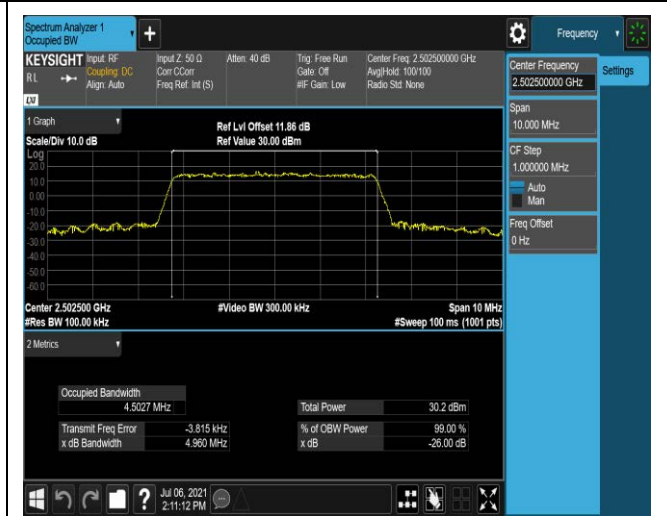 Spectrum Analyzer 1
Occupied BW
+
Frequency
KEYSIGHT
Input: RF
Input Z: 50 Ω
Atten: 40 dB
Trig: Free Run
Center Freq: 2.502500000 GHz
RL
Coupling: DC
Corr CCorr
Gate: Off
Avg|Hold: 100/100
Align: Auto
Freq Ref: Int (S)
#IF Gain: Low
Radio Std: None
LXI
Center Frequency
2.502500000 GHz
Settings
Span
10.000 MHz
CF Step
1.000000 MHz
Auto
Man
Freq Offset
0 Hz
1 Graph
Ref Lvl Offset 11.86 dB
Scale/Div 10.0 dB
Ref Value 30.00 dBm
Log
20.0
10.0
0.00
-10.0
-20.0
-30.0
-40.0
-50.0
-60.0
Center 2.502500 GHz
#Video BW 300.00 kHz
Span 10 MHz
#Res BW 100.00 kHz
#Sweep 100 ms (1001 pts)
2 Metrics
Occupied Bandwidth
4.5027 MHz
Total Power
30.2 dBm
Transmit Freq Error
-3.815 kHz
% of OBW Power
99.00 %
x dB Bandwidth
4.960 MHz
x dB
-26.00 dB
?
Jul 06, 2021
2:11:12 PM